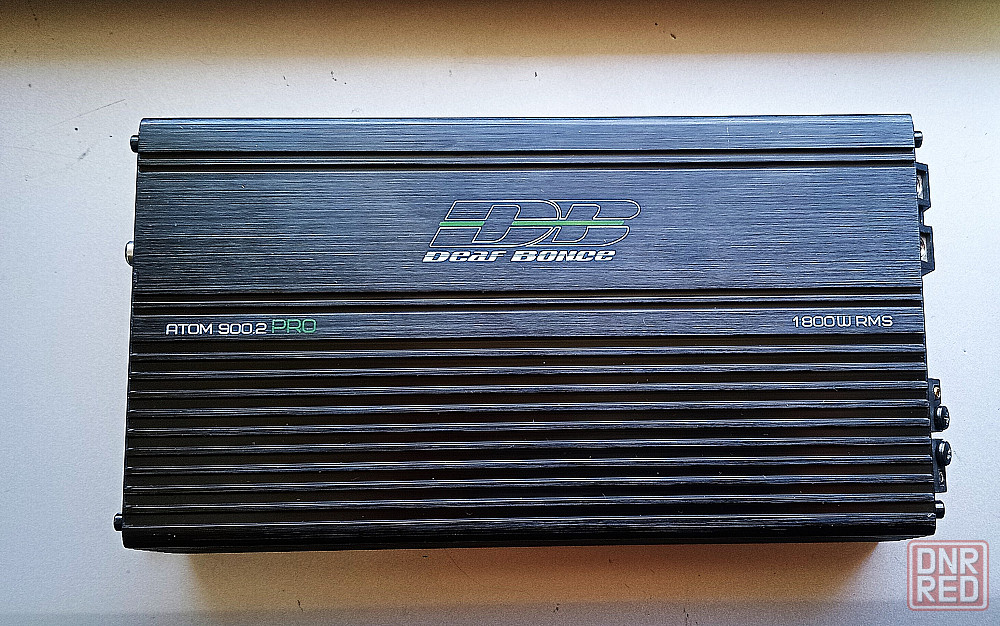 DB
Deaf Bonce
ATOM 900.2 PRO
1800W RMS
DNR
RED